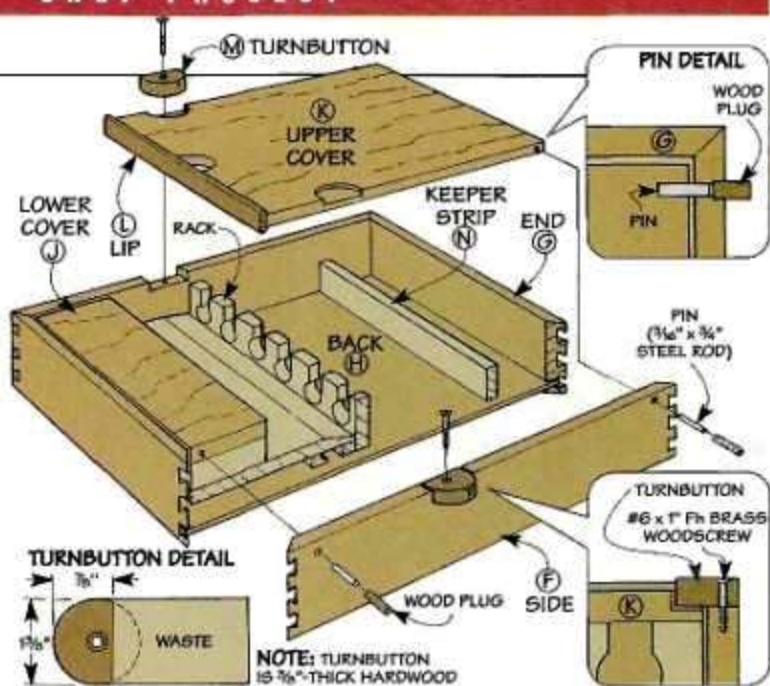 M TURNBUTTON
PIN DETAIL
WOOD
PLUG
G
PIN
K
UPPER
COVER
LOWER
COVER
J
L
LIP
RACK
KEEPER
STRIP
N
END
G
BACK
H
PIN
(3/16" x 3/4"
STEEL ROD)
TURNBUTTON
#6 x 1" Fh BRASS
WOODSCREW
K
F
SIDE
WOOD PLUG
TURNBUTTON DETAIL
7/8"
WASTE
NOTE: TURNBUTTON
-THICK HARDWOOD